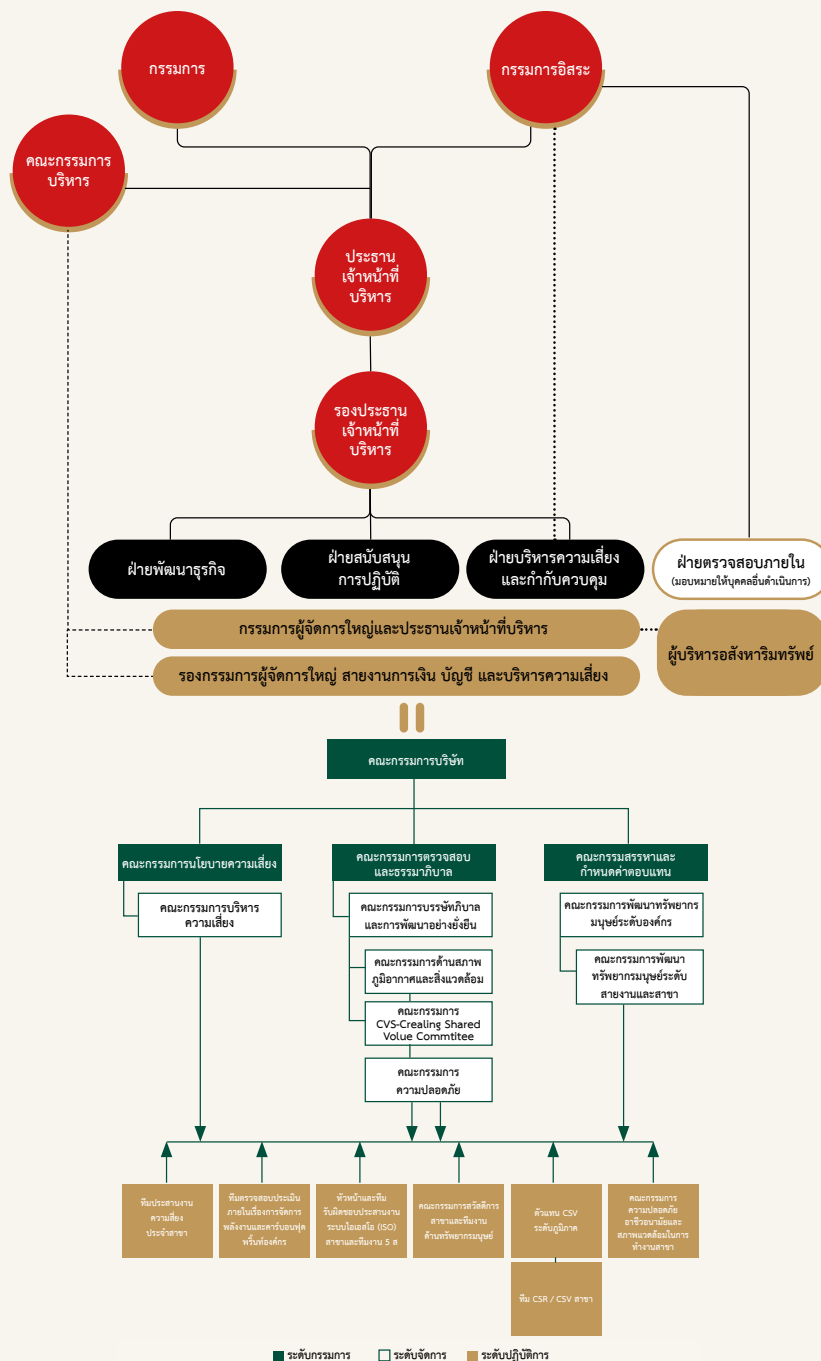 กรรมการ
กรรมการอิสระ
คณะกรรมการ
บริหาร
ประธาน
เจ้าหน้าที่
บริหาร
รองประธาน
เจ้าหน้าที่
บริหาร
ฝ่ายพัฒนาธุรกิจ
ฝ่ายสนับสนุน
การปฏิบัติ
ฝ่ายบริหารความเสี่ยง
และกำกับควบคุม
ฝ่ายตรวจสอบภายใน
(มอบหมายให้บุคคลอื่นดำเนินการ)
กรรมการผู้จัดการใหญ่และประธานเจ้าหน้าที่บริหาร
ผู้บริหารอสังหาริมทรัพย์
รองกรรมการผู้จัดการใหญ่ สายงานการเงิน บัญชี และบริหารความเสี่ยง
คณะกรรมการบริษัท
คณะกรรมการนโยบายความเสี่ยง
คณะกรรมการตรวจสอบ
และธรรมาภิบาล
คณะกรรมสรรหาและ
กำหนดค่าตอบแทน
คณะกรรมการบริหาร
ความเสี่ยง
คณะกรรมการบรรษัทภิบาล
และการพัฒนาอย่างยั่งยืน
คณะกรรมการพัฒนาทรัพยากร
มนุษย์ระดับองค์กร
คณะกรรมการด้านสภาพ
ภูมิอากาศและสิ่งแวดล้อม
คณะกรรมการพัฒนา
ทรัพยากรมนุษย์ระดับ
สายงานและสาขา
คณะกรรมการ
CVS-Crealing Shared
Volue Commtitee
คณะกรรมการ
ความปลอดภัย
ทีมประสานงาน
ความเสี่ยง
ประจำสาขา
ทีมตรวจสอบประเมิน
ภายในเรื่องการจัดการ
พลังงานและคาร์บอนฟุต
พริ้นท์องค์กร
หัวหน้าและทีม
รับผิดชอบประสานงาน
ระบบไอเอสโอ (ISO)
สาขาและทีมงาน 5 ส
คณะกรรมการสวัสดิการ
สาขาและทีมงาน
ด้านทรัพยากรมนุษย์
ตัวแทน CSV
ระดับภูมิภาค
คณะกรรมการ
ความปลอดภัย
อาชีวอนามัยและ
สภาพแวดล้อมในการ
ทำงานสาขา
ทีม CSR / CSV สาขา
ระดับกรรมการ
ระดับจัดการ
ระดับปฏิบัติการ